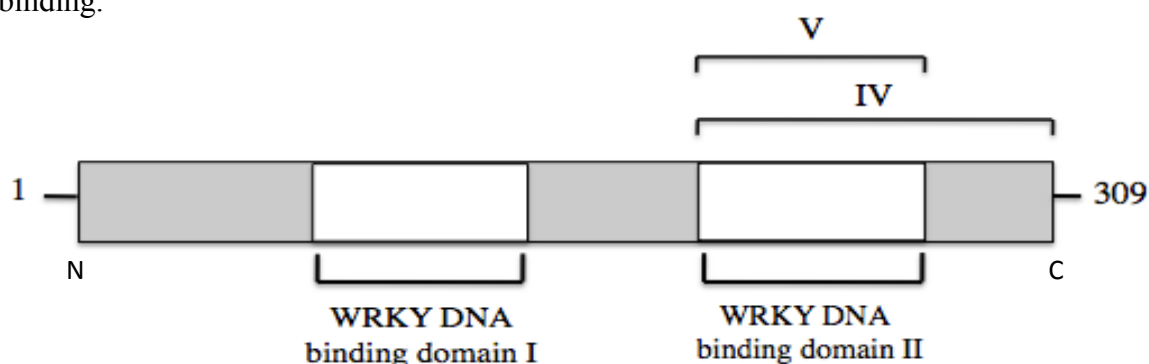 binding.
V
IV
1
309
N
C
WRKY DNA
binding domain I
WRKY DNA
binding domain II